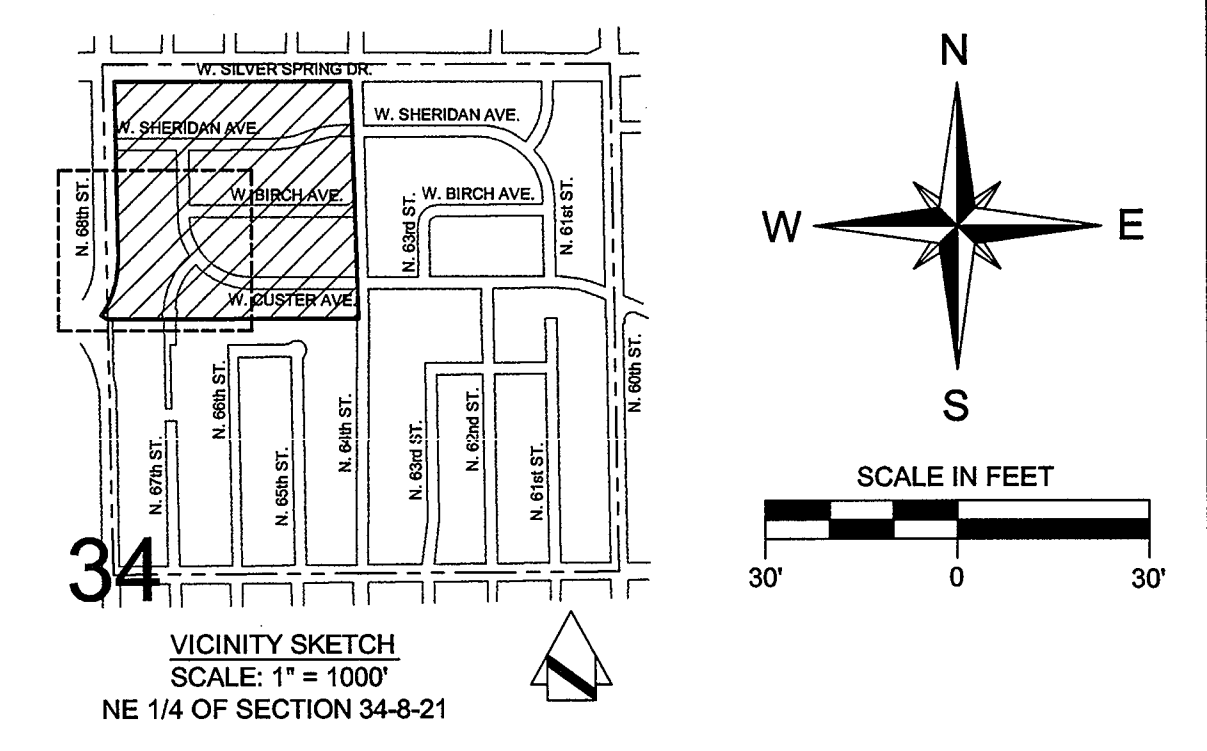 W. SILVER SPRING DR.
W. SHERIDAN AVE.
W. SHERIDAN AVE.
N. 68th ST.
W. BIRCH AVE.
W. BIRCH AVE.
N. 63rd ST.
N. 61st ST.
W. CUSTER AVE.
N. 60th ST.
N. 66th ST.
N. 64th ST.
N. 62nd ST.
N. 67th ST.
N. 65th ST.
N. 63rd ST.
N. 61st ST.
34
VICINITY SKETCH
SCALE: 1" = 1000'
NE 1/4 OF SECTION 34-8-21
N
W
E
S
SCALE IN FEET
30' 0 30'